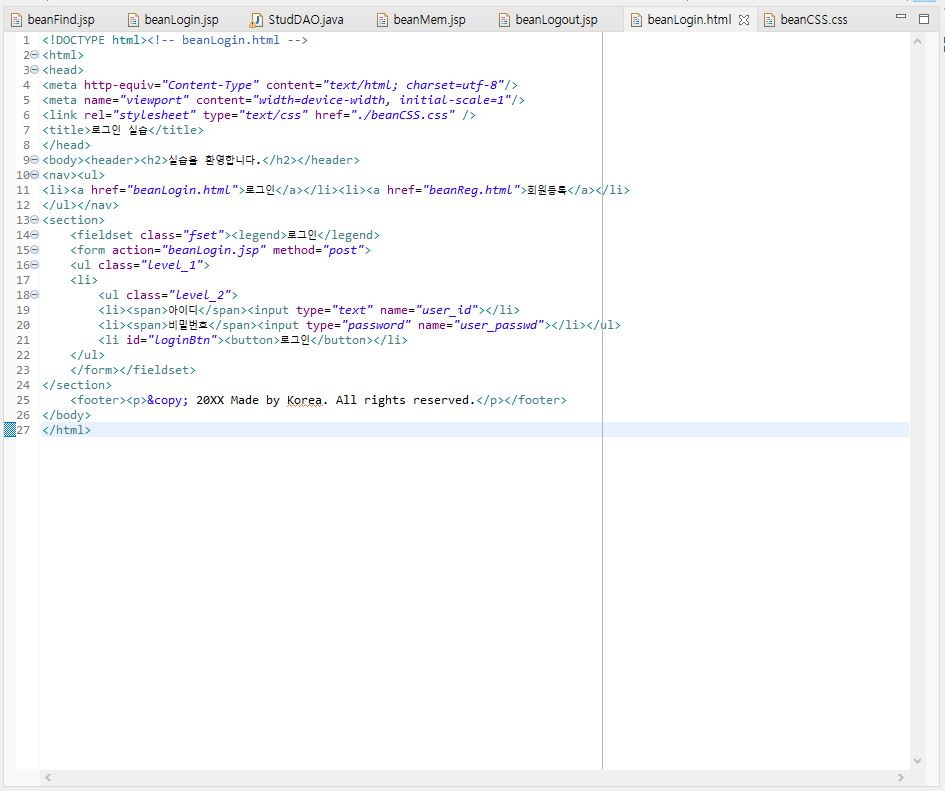 beanFind.jsp beanLogin.jsp StudDAO.java beanMem.jsp beanLogout.jsp beanLogin.html beanCSS.css
1 <!DOCTYPE html><!-- beanLogin.html -->
2 <html>
3 <head>
4 <meta http-equiv="Content-Type" content="text/html; charset=utf-8"/>
5 <meta name="viewport" content="width=device-width, initial-scale=1"/>
6 <link rel="stylesheet" type="text/css" href="./beanCSS.css" />
7 <title>로그인 실습</title>
8 </head>
9 <body><header><h2>실습을 환영합니다.</h2></header>
10 <nav><ul>
11 <li><a href="beanLogin.html">로그인</a></li><li><a href="beanReg.html">회원등록</a></li>
12 </ul></nav>
13 <section>
14     <fieldset class="fset"><legend>로그인</legend>
15     <form action="beanLogin.jsp" method="post">
16     <ul class="level_1">
17     <li>
18         <ul class="level_2">
19         <li><span>아이디</span><input type="text" name="user_id"></li>
20         <li><span>비밀번호</span><input type="password" name="user_passwd"></li></ul>
21         <li id="loginBtn"><button>로그인</button></li>
22     </ul>
23     </form></fieldset>
24 </section>
25     <footer><p>&copy; 20XX Made by Korea. All rights reserved.</p></footer>
26 </body>
27 </html>